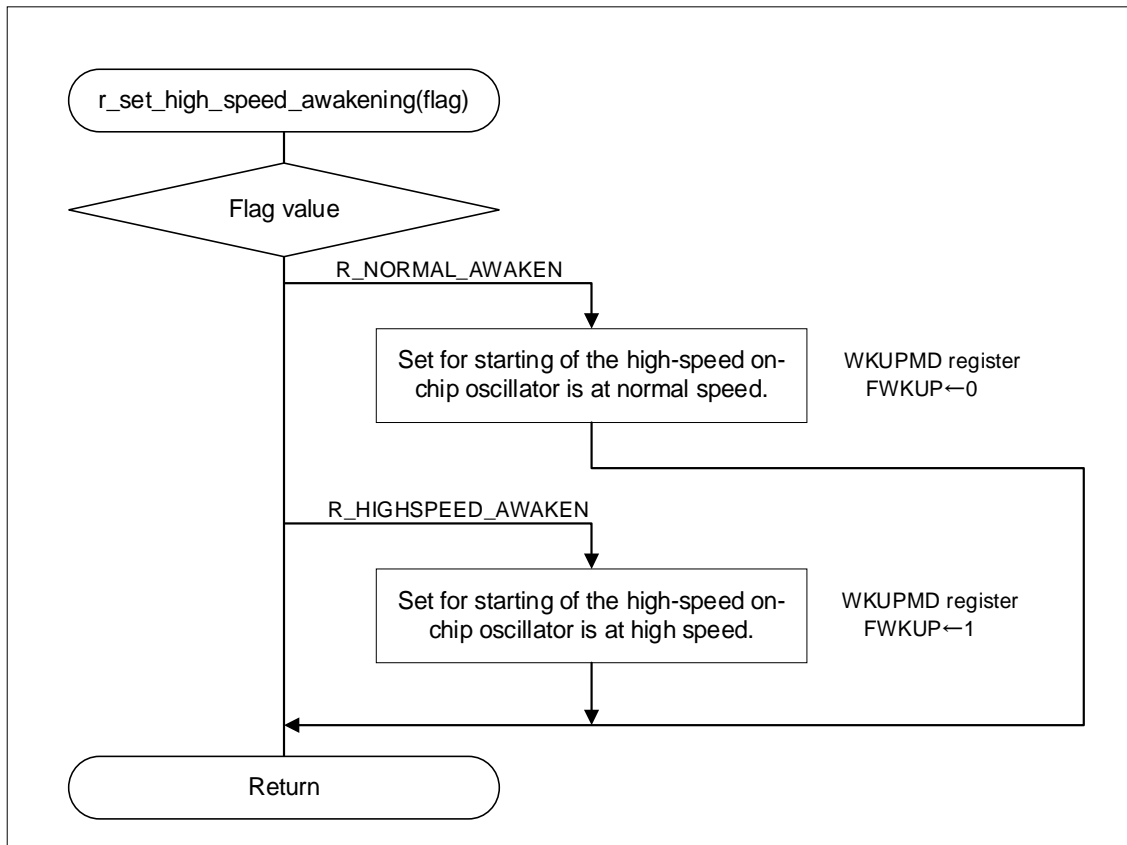 r_set_high_speed_awakening(flag)
Flag value
R_NORMAL_AWAKEN
Set for starting of the high-speed on-
chip oscillator is at normal speed.
WKUPMD register
FWKUP←0
R_HIGHSPEED_AWAKEN
Set for starting of the high-speed on-
chip oscillator is at high speed.
WKUPMD register
FWKUP←1
Return